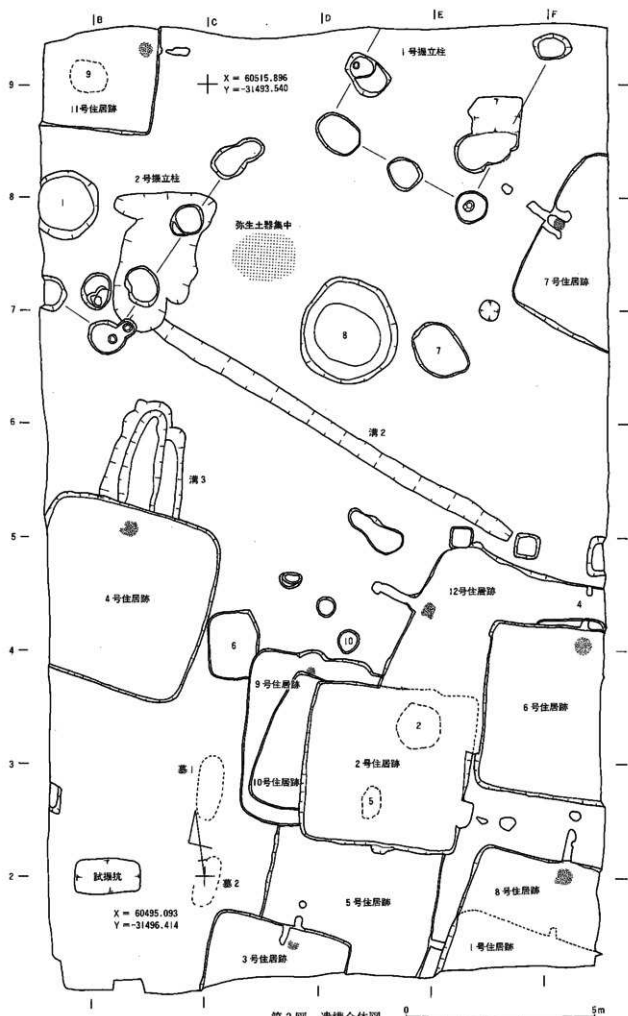 B C D E F
1号掘立柱
9
X = 60515.896
Y = -31493.540
9
11号住居跡
8
2号掘立柱
1
弥生土器集中
7号住居跡
7
8
7
6
溝2
溝3
5
4号住居跡
12号住居跡
4
4
6
10
9号住居跡
6号住居跡
2
3
墓1
2号住居跡
10号住居跡
5
2
試掘坑
墓2
8号住居跡
X = 60495.093
Y = -31496.414
5号住居跡
1号住居跡
3号住居跡
0 5m